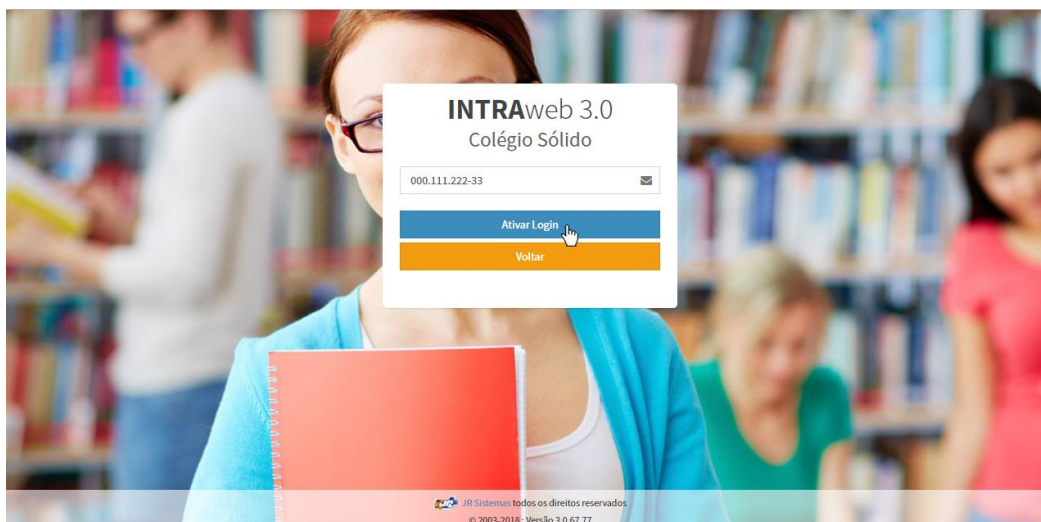 INTRAweb 3.0
Colégio Sólido
000.111.222-33
Ativar Login
Voltar
JR Sistemas todos os direitos reservados
© 2003-2018 : Versão 3.0.67.77